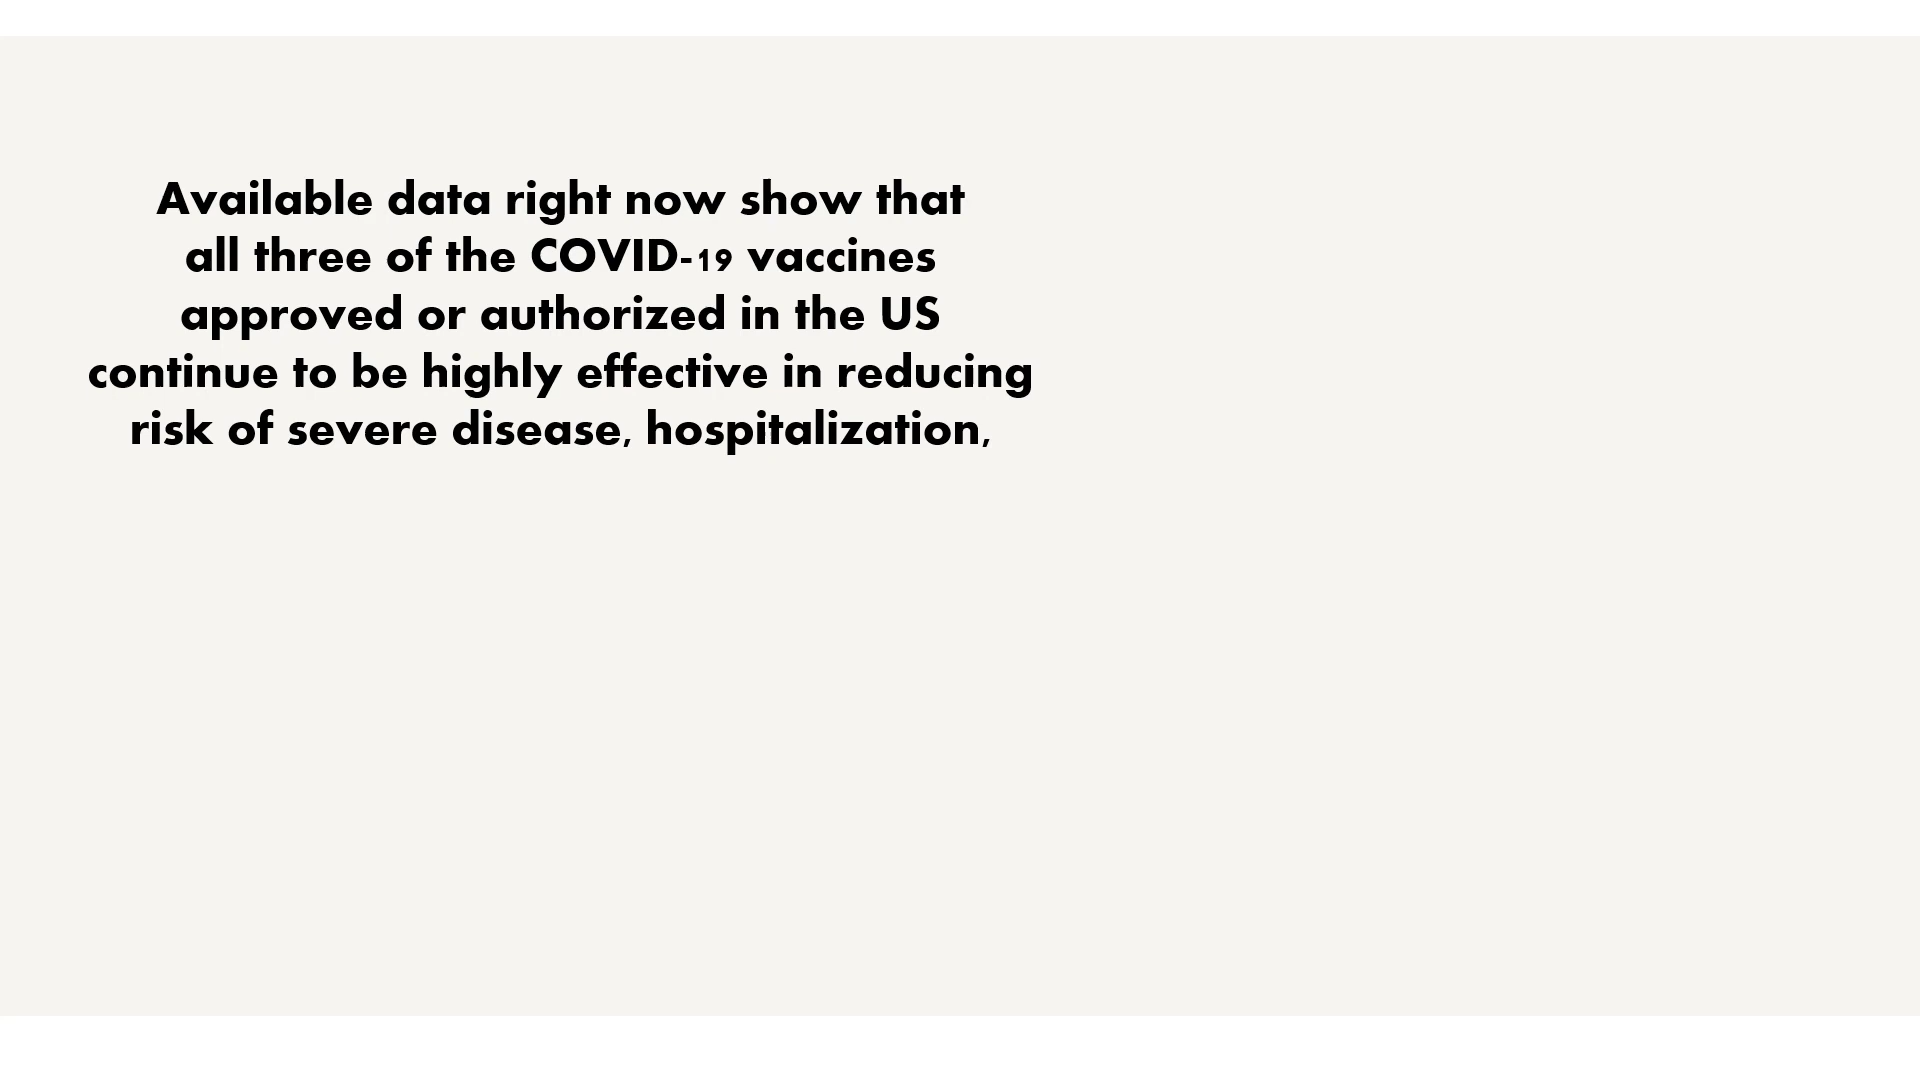 Available data right now show that
all three of the COVID-19 vaccines
approved or authorized in the US
continue to be highly effective in reducing
risk of severe disease, hospitalization,